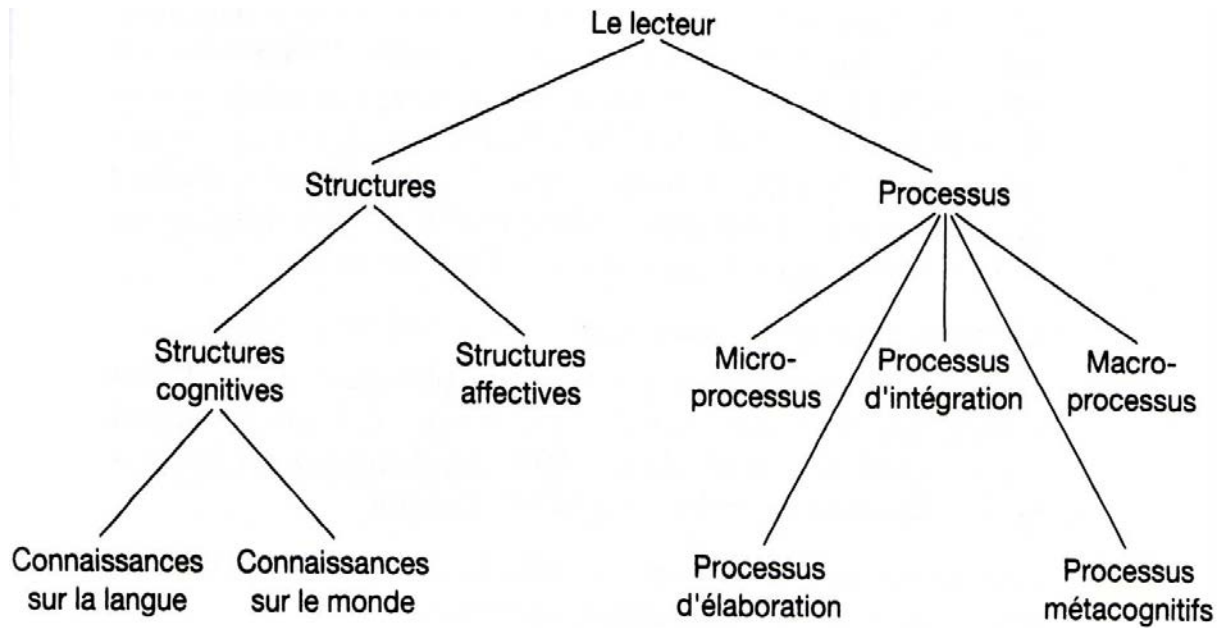 Le lecteur
Structures
Processus
Structures
cognitives
Structures
affectives
Micro-
processus
Processus
d'intégration
Macro-
processus
Connaissances
sur la langue
Connaissances
sur le monde
Processus
d'élaboration
Processus
métacognitifs